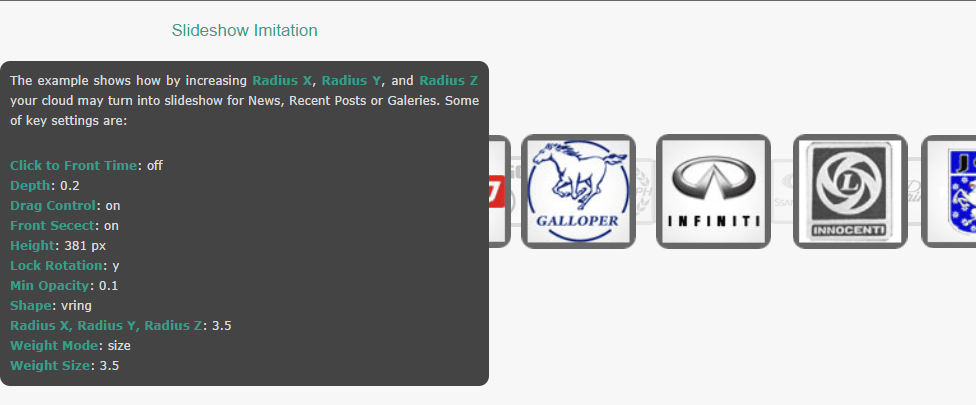 Slideshow Imitation
The example shows how by increasing Radius X, Radius Y, and Radius Z
your cloud may turn into slideshow for News, Recent Posts or Galeries. Some
of key settings are:
Click to Front Time: off
Depth: 0.2
Drag Control: on
Front Secect: on
Height: 381 px
Lock Rotation: y
Min Opacity: 0.1
Shape: vring
Radius X, Radius Y, Radius Z: 3.5
Weight Mode: size
Weight Size: 3.5
7
GALLOPER
INFINITI
L
INNOCENTI
J